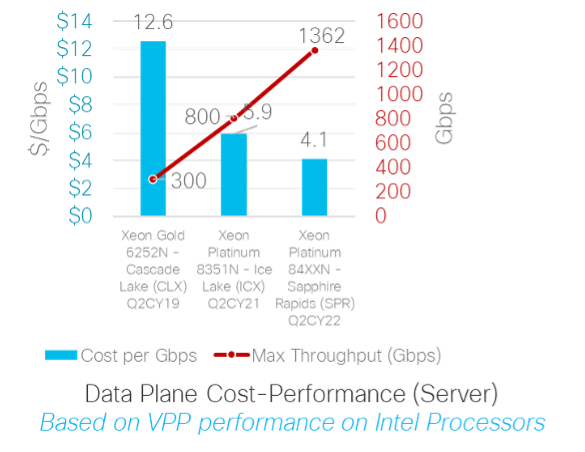 $14
$12
$10
$8
$6
$4
$2
$0
$/Gbps
12.6
5.9
4.1
300
800
1362
1600
1400
1200
1000
800
600
400
200
0
Gbps
Xeon Gold
6252N -
Cascade
Lake (CLX)
Q2CY19
Xeon
Platinum
8351N - Ice
Lake (ICX)
Q2CY21
Xeon
Platinum
84XXN -
Sapphire
Rapids (SPR)
Q2CY22
Cost per Gbps
Max Throughput (Gbps)
Data Plane Cost-Performance (Server)
Based on VPP performance on Intel Processors